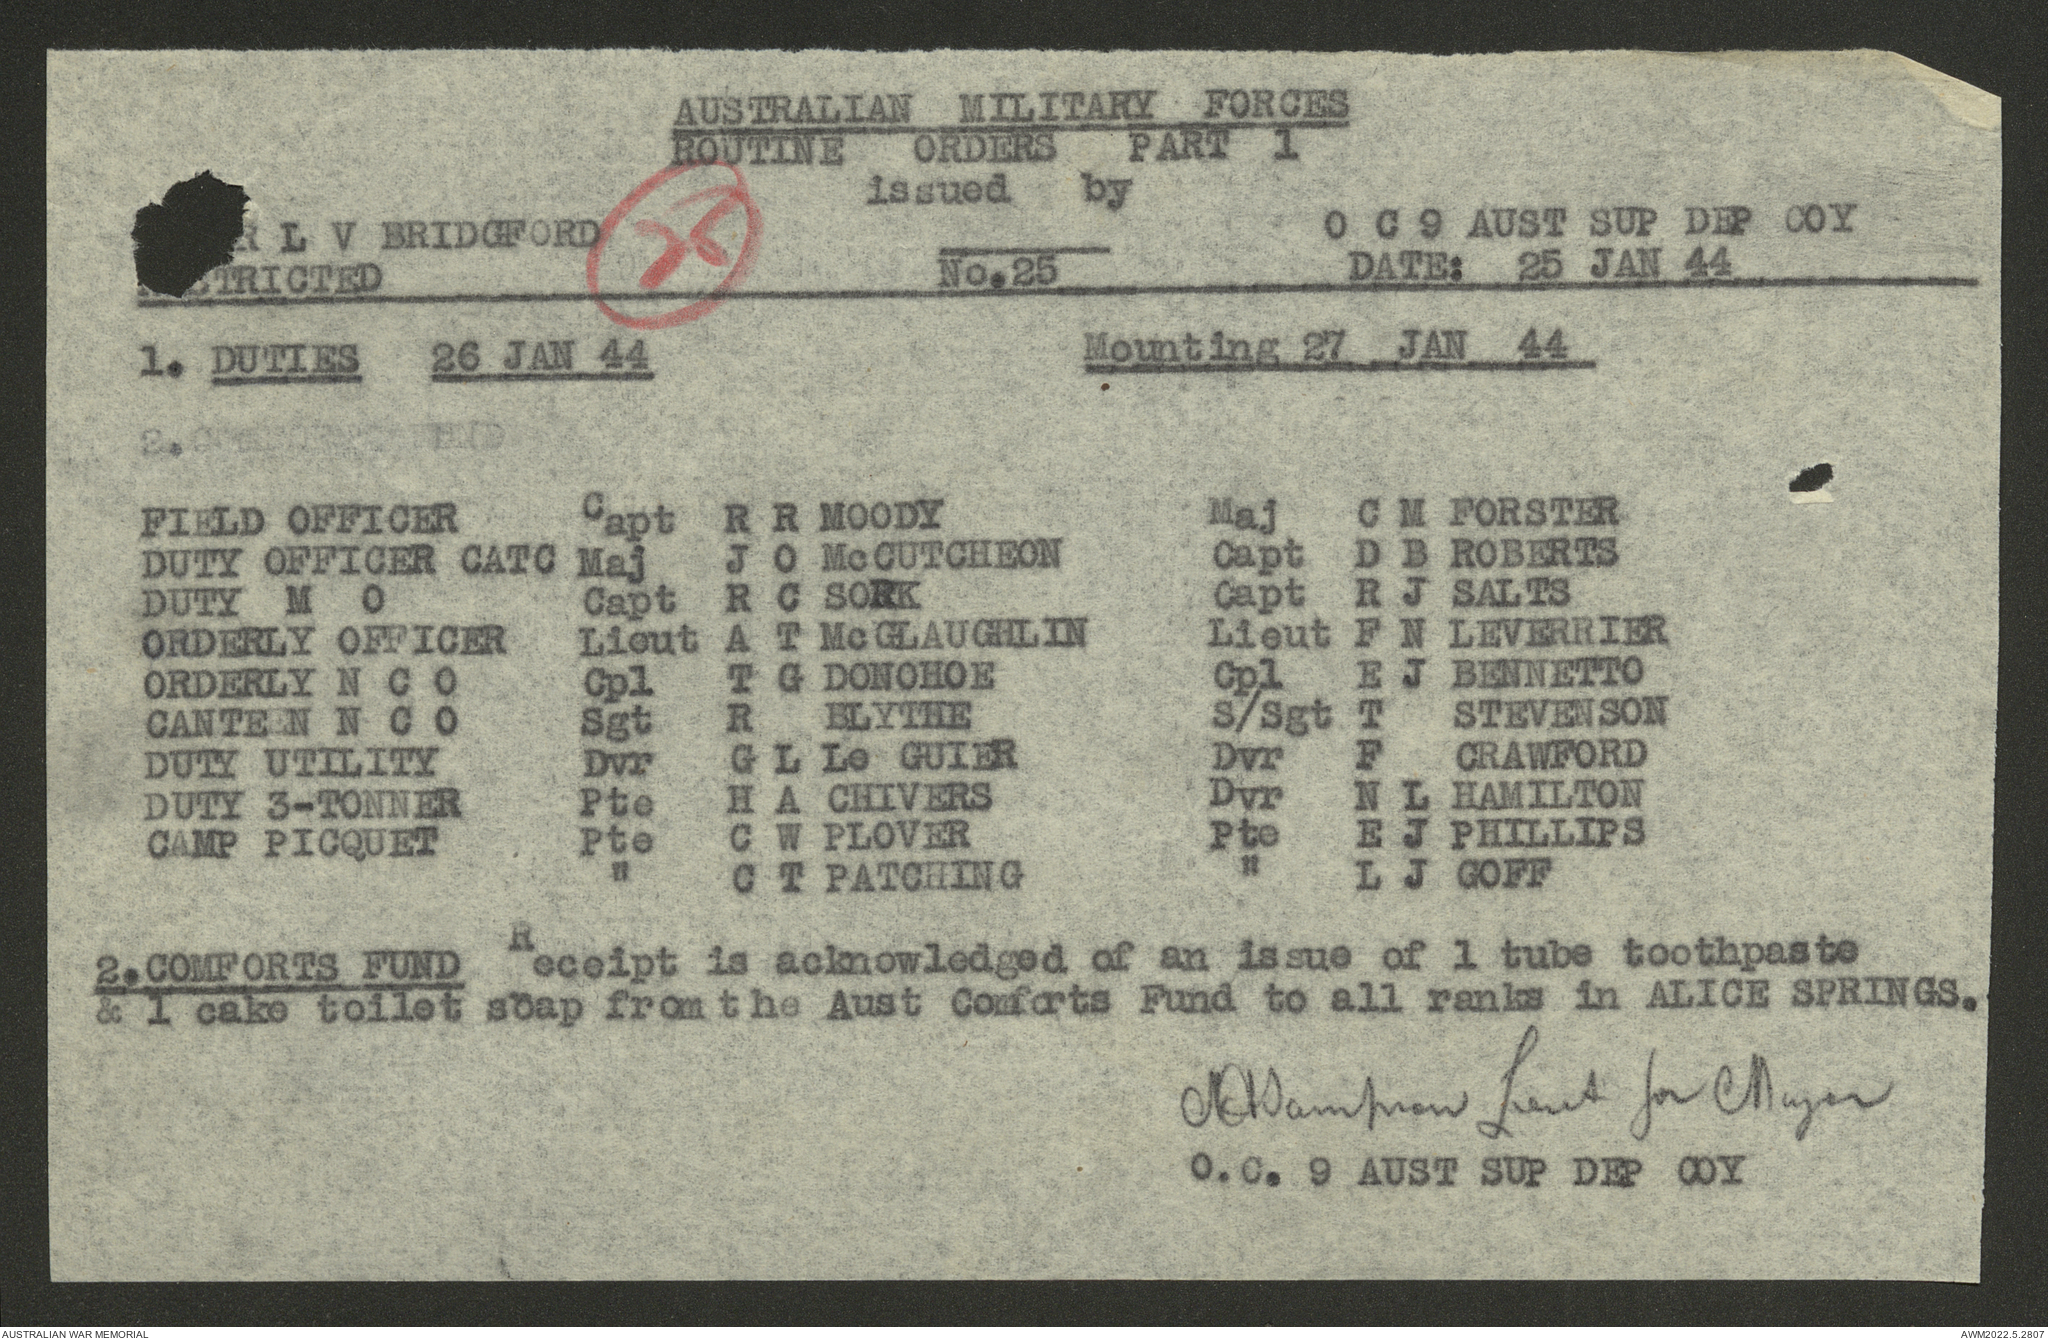 AUSTRALIAN MILITARY FORCES
ROUTINE ORDERS PART 1
issued by
R L V BRIDGFORD O C 9 AUST SUP DEP COY
TRICTED No.25 DATE: 25 JAN 44
1. DUTIES 26 JAN 44 Mounting 27 JAN 44
2.
FIELD OFFICER Capt R R MOODY Maj C M FORSTER
DUTY OFFICER CATC Maj J O McCUTCHEON Capt D B ROBERTS
DUTY M O Capt R C SORK Capt R J SALTS
ORDERLY OFFICER Lieut A T McGLAUGHLIN Lieut F N LEVERRIER
ORDERLY N C O Cpl T G DONOHOE Cpl E J BENNETTO
CANTEEN N C O Sgt R BLYTHE S/Sgt T STEVENSON
DUTY UTILITY Dvr G L Le GUIER Dvr F CRAWFORD
DUTY 3-TONNER Pte H A CHIVERS Dvr N L HAMILTON
CAMP PICQUET Pte C W PLOVER Pte E J PHILLIPS
" C T PATCHING " L J GOFF
2.COMFORTS FUND Receipt is acknowledged of an issue of 1 tube toothpaste
& 1 cake toilet soap from the Aust Comforts Fund to all ranks in ALICE SPRINGS.
Lieut for Major
O.C. 9 AUST SUP DEP COY
AUSTRALIAN WAR MEMORIAL
AWM2022.5.2807